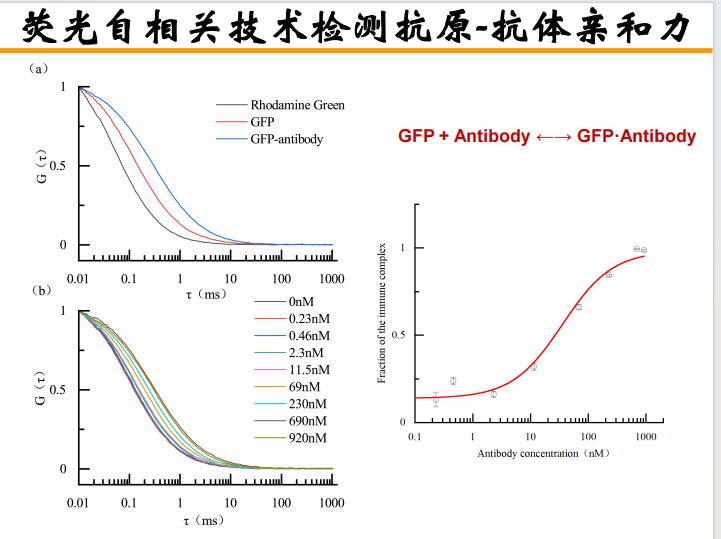 荧光自相关技术检测抗原-抗体亲和力
(a)
1
0.5
0
G (τ)
Rhodamine Green
GFP
GFP-antibody
0.01 0.1 1 10 100 1000
τ (ms)
(b)
1
0.5
0
G (τ)
0nM
0.23nM
0.46nM
2.3nM
11.5nM
69nM
230nM
690nM
920nM
0.01 0.1 1 10 100 1000
τ (ms)
GFP + Antibody ←→ GFP·Antibody
Fraction of the immune complex
1
0.5
0
0.1 1 10 100 1000
Antibody concentration (nM)